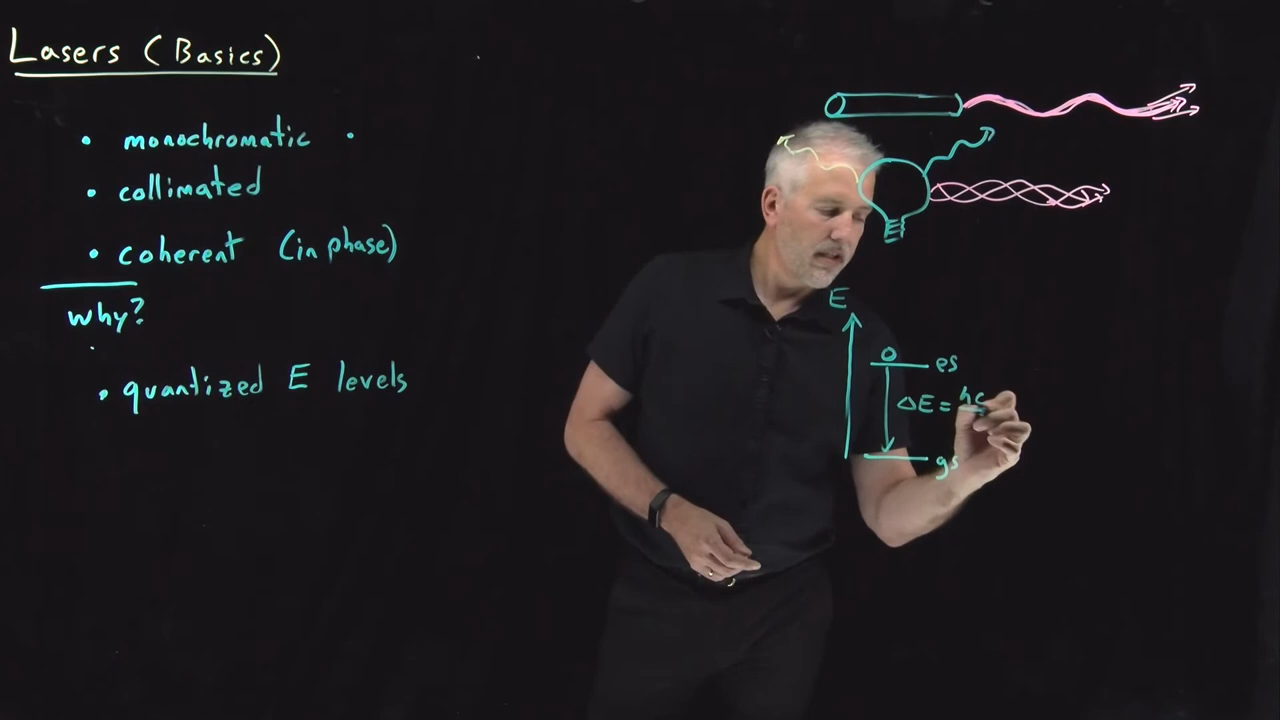 Lasers (Basics)
• monochromatic •
• collimated
• coherent (in phase)
why?
• quantized E levels
E
es
ΔE = hc
gs